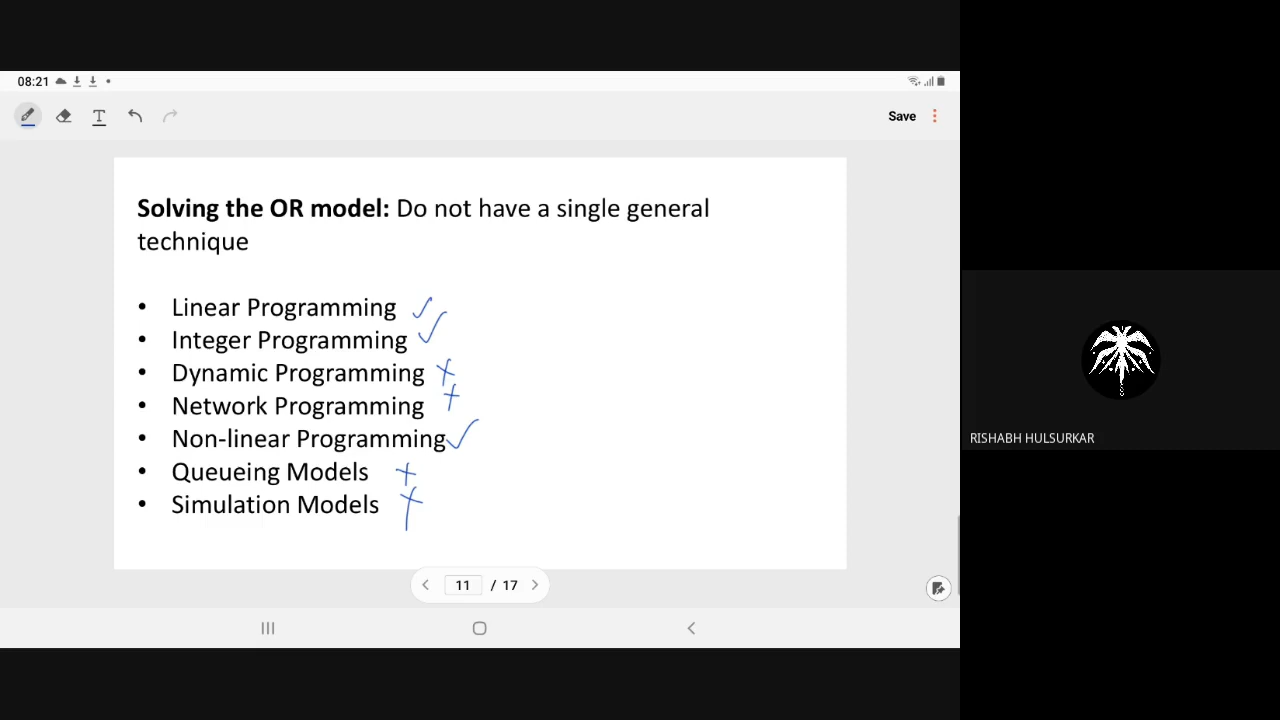 08:21
Save
Solving the OR model: Do not have a single general
technique
• Linear Programming
• Integer Programming
• Dynamic Programming
• Network Programming
• Non-linear Programming
• Queueing Models
• Simulation Models
11 / 17
RISHABH HULSURKAR